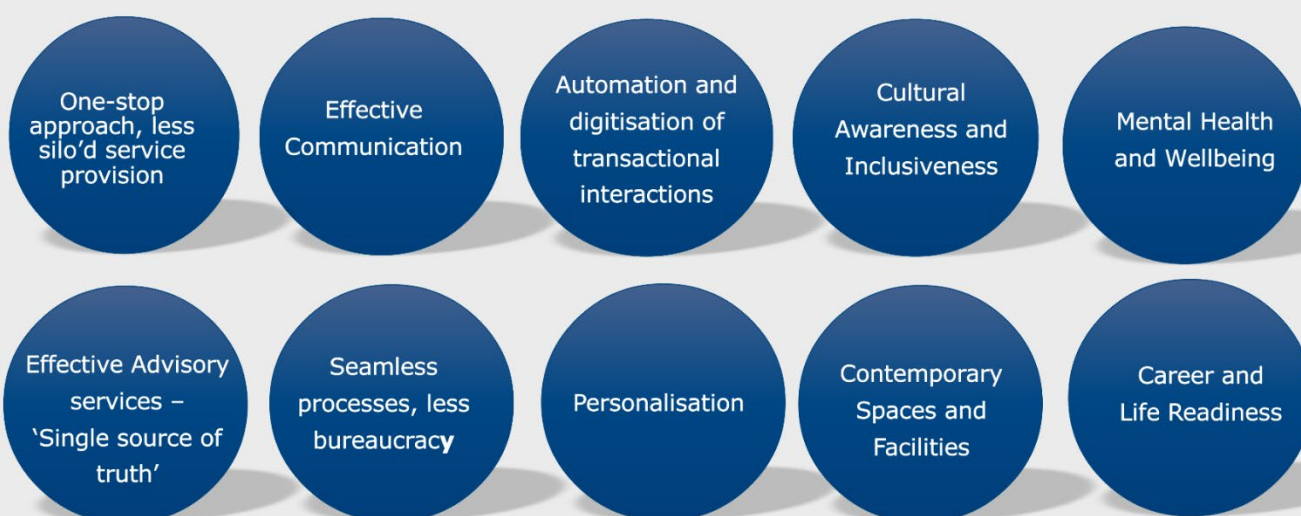 One-stop
approach, less
silo’d service
provision
Effective
Communication
Automation and
digitisation of
transactional
interactions
Cultural
Awareness and
Inclusiveness
Mental Health
and Wellbeing
Effective Advisory
services –
‘Single source of
truth’
Seamless
processes, less
bureaucracy
Personalisation
Contemporary
Spaces and
Facilities
Career and
Life Readiness